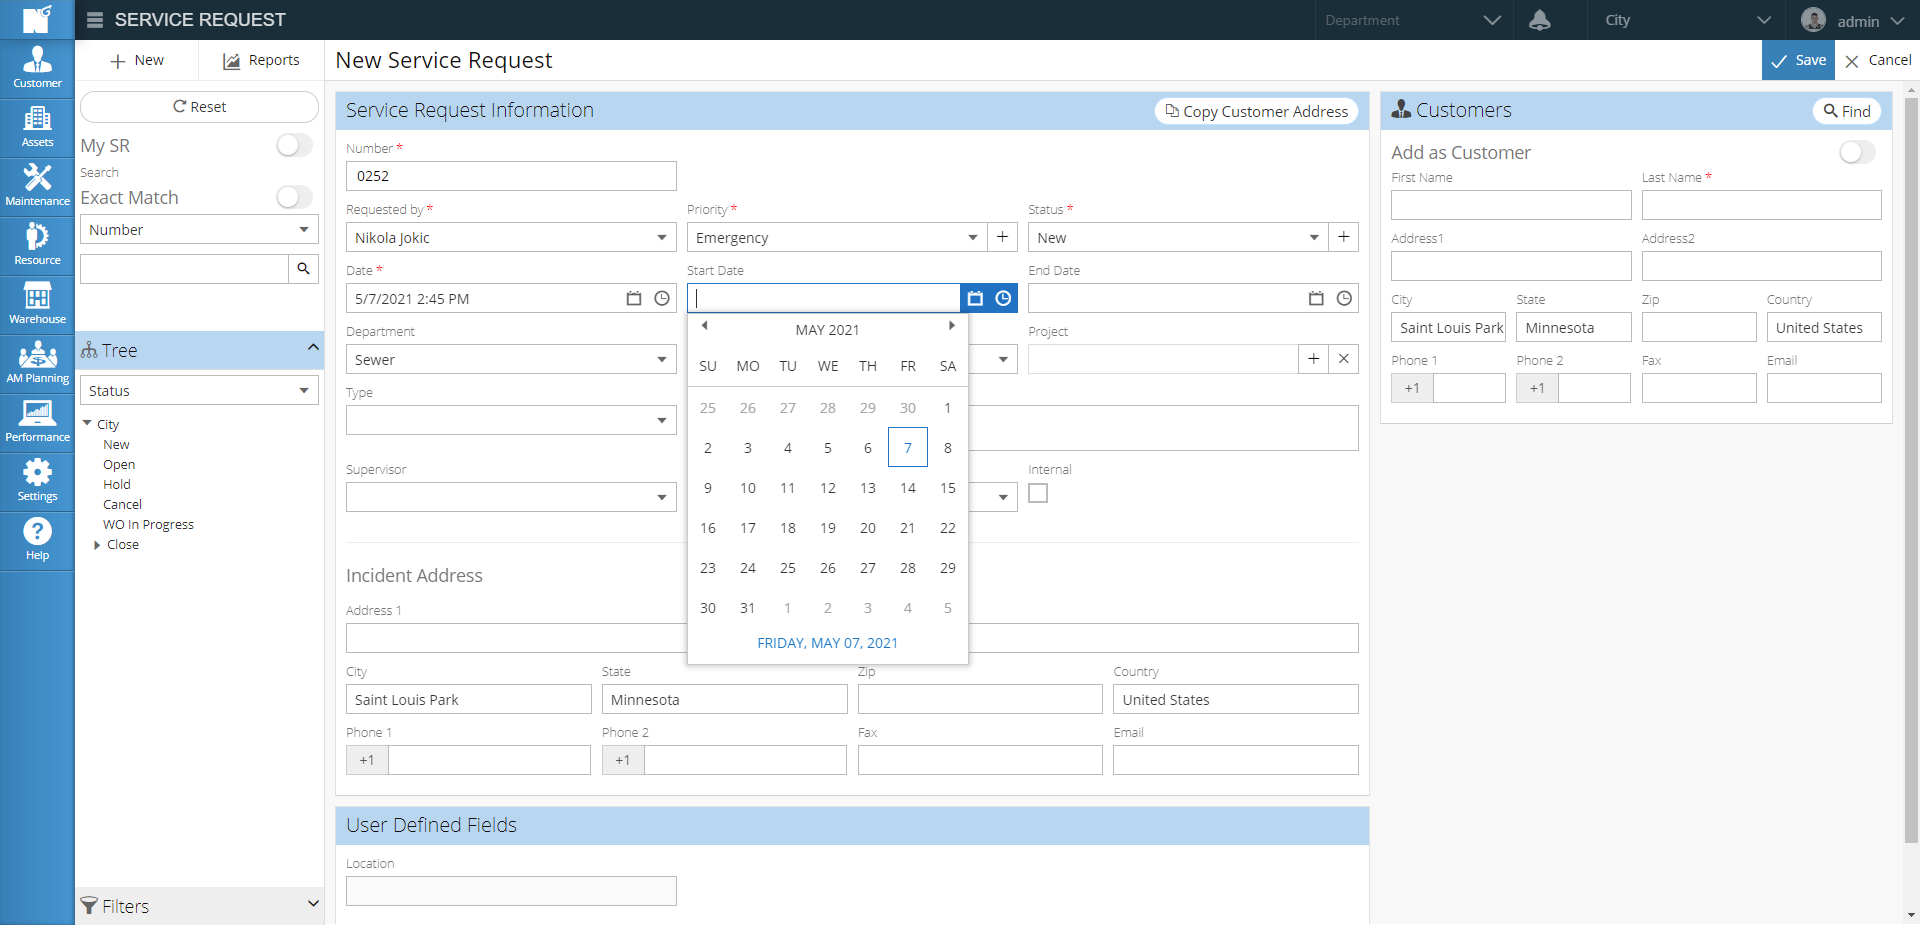 SERVICE REQUEST
Department
City
admin
Customer
Assets
Maintenance
Resource
Warehouse
AM Planning
Performance
Settings
Help
New
Reports
Reset
My SR
Search
Exact Match
Number
Tree
Status
City
New
Open
Hold
Cancel
WO In Progress
Close
Filters
New Service Request
Save
Cancel
Service Request Information
Copy Customer Address
Number *
0252
Requested by * Priority * Status *
Nikola Jokic Emergency + New +
Date * Start Date End Date
5/7/2021 2:45 PM
Department Project
Sewer + ×
Type
Supervisor Internal
MAY 2021
SU MO TU WE TH FR SA
25 26 27 28 29 30 1
2 3 4 5 6 7 8
9 10 11 12 13 14 15
16 17 18 19 20 21 22
23 24 25 26 27 28 29
30 31 1 2 3 4 5
FRIDAY, MAY 07, 2021
Incident Address
Address 1
City State Zip Country
Saint Louis Park Minnesota United States
Phone 1 Phone 2 Fax Email
+1 +1
User Defined Fields
Location
Customers
Find
Add as Customer
First Name Last Name *
Address1 Address2
City State Zip Country
Saint Louis Park Minnesota United States
Phone 1 Phone 2 Fax Email
+1 +1